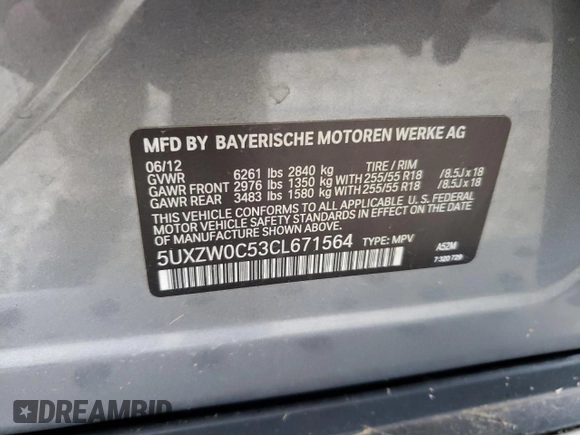 MFD BY BAYERISCHE MOTOREN WERKE AG
06/12 TIRE / RIM
GVWR 6261 lbs 2840 kg
GAWR FRONT 2976 lbs 1350 kg WITH 255/55 R18 /8.5J x 18
GAWR REAR 3483 lbs 1580 kg WITH 255/55 R18 /8.5J x 18
THIS VEHICLE CONFORMS TO ALL APPLICABLE U. S. FEDERAL
MOTOR VEHICLE SAFETY STANDARDS IN EFFECT ON THE DATE OF
MANUFACTURE SHOWN ABOVE.
5UXZW0C53CL671564 TYPE: MPV A52M
7 320 720
DREAMBID